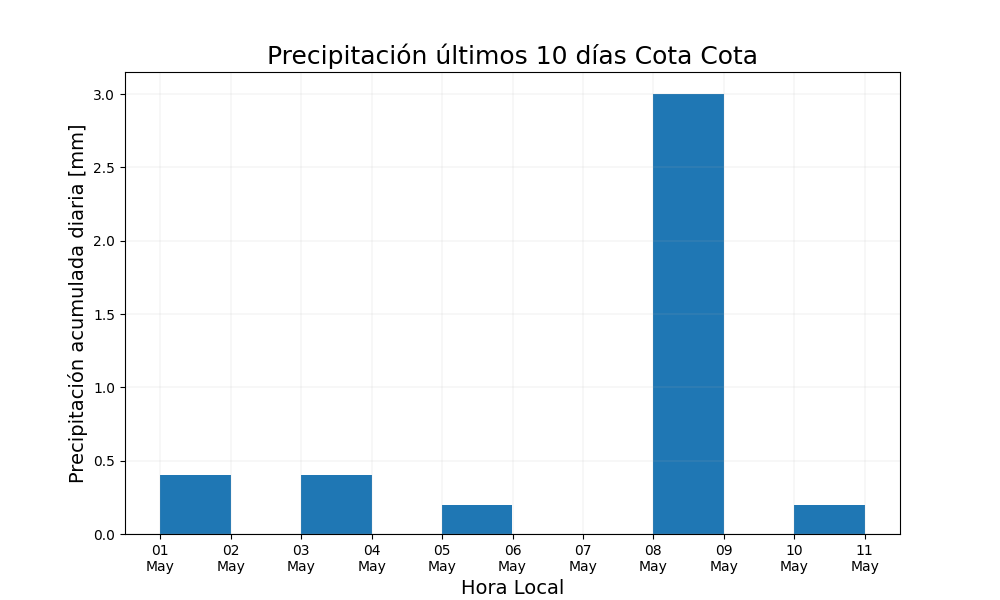 Precipitación últimos 10 días Cota Cota
Precipitación acumulada diaria [mm]
3.0
2.5
2.0
1.5
1.0
0.5
0.0
01 02 03 04 05 06 07 08 09 10 11
May May May May May May May May May May May
Hora Local